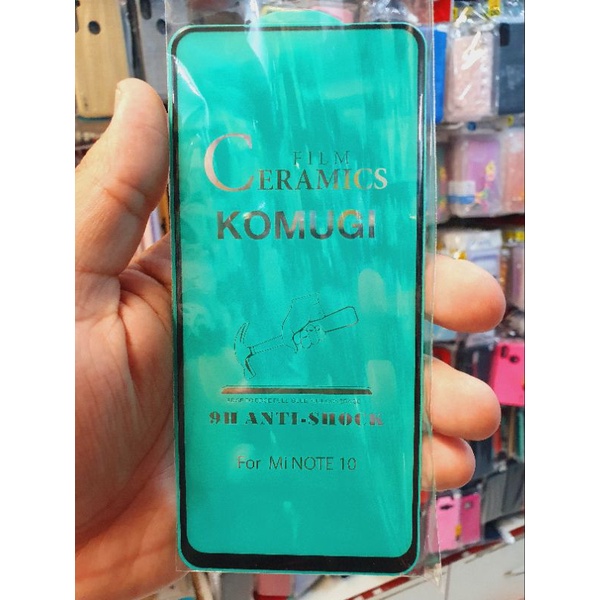 FILM
CERAMICS
KOMUGI
9H ANTI-SHOCK
For Mi NOTE 10